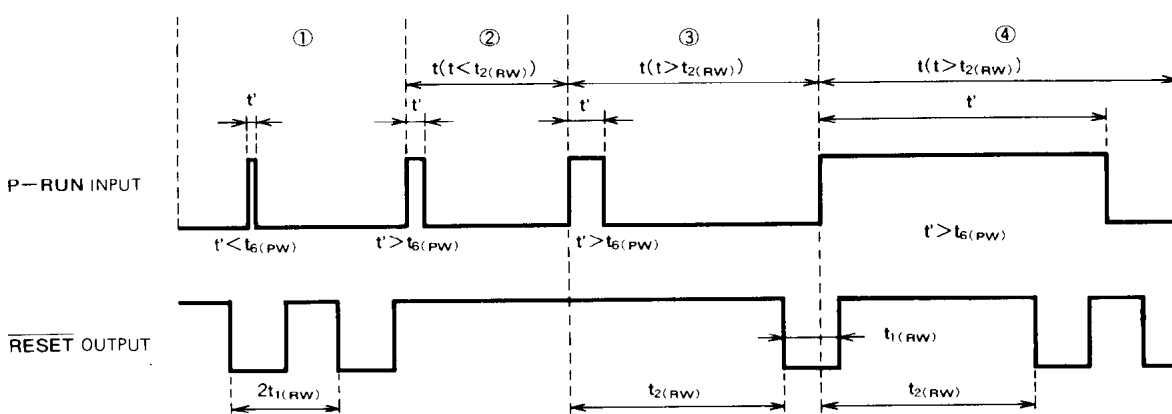 ① ② ③ ④
t(t<t2(RW)) t(t>t2(RW)) t(t>t2(RW))
t' t' t' t'
P-RUN INPUT
t'<t6(PW) t'>t6(PW) t'>t6(PW) t'>t6(PW)
RESET OUTPUT
t1(RW)
2t1(RW) t2(RW) t2(RW)